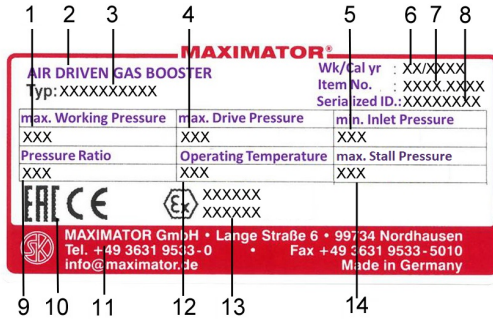 1 2 3 4 5 6 7 8
MAXIMATOR®
AIR DRIVEN GAS BOOSTER
Typ: XXXXXXXXXX
Wk/Cal yr : XX/XXXX
Item No. : XXXX.XXXX
Serialized ID.: XXXXXXXX
max. Working Pressure max. Drive Pressure min. Inlet Pressure
XXX XXX XXX
Pressure Ratio Operating Temperature max. Stall Pressure
XXX XXX XXX
EAC CE Ex XXXXXX
XXXXXX
SK
MAXIMATOR GmbH • Lange Straße 6 • 99734 Nordhausen
Tel. +49 3631 9533-0 • Fax +49 3631 9533-5010
info@maximator.de Made in Germany
9 10 11 12 13 14